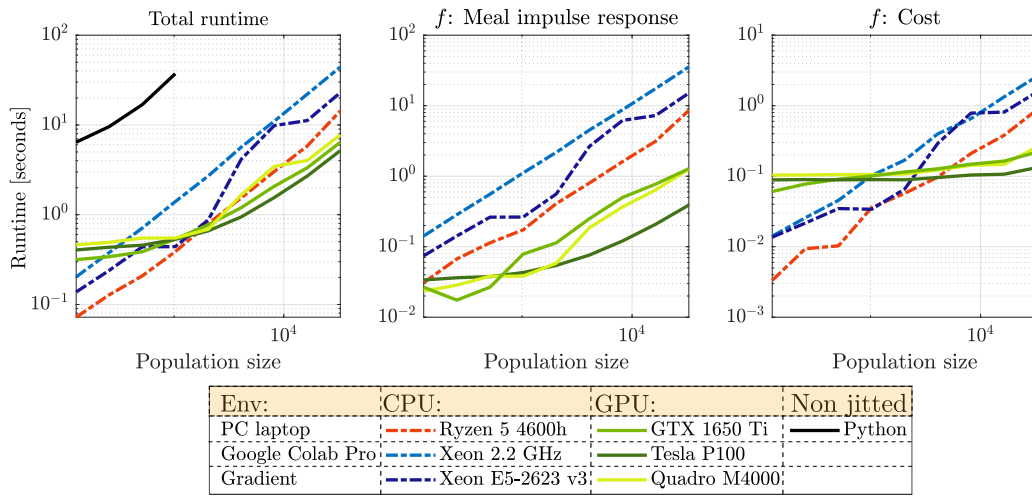 Total runtime
f: Meal impulse response
f: Cost
Runtime [seconds]
10^2
10^1
10^0
10^-1
10^4
Population size
10^2
10^1
10^0
10^-1
10^-2
10^4
Population size
10^1
10^0
10^-1
10^-2
10^-3
10^4
Population size
Env: CPU: GPU: Non jitted
PC laptop Ryzen 5 4600h GTX 1650 Ti Python
Google Colab Pro Xeon 2.2 GHz Tesla P100
Gradient Xeon E5-2623 v3 Quadro M4000